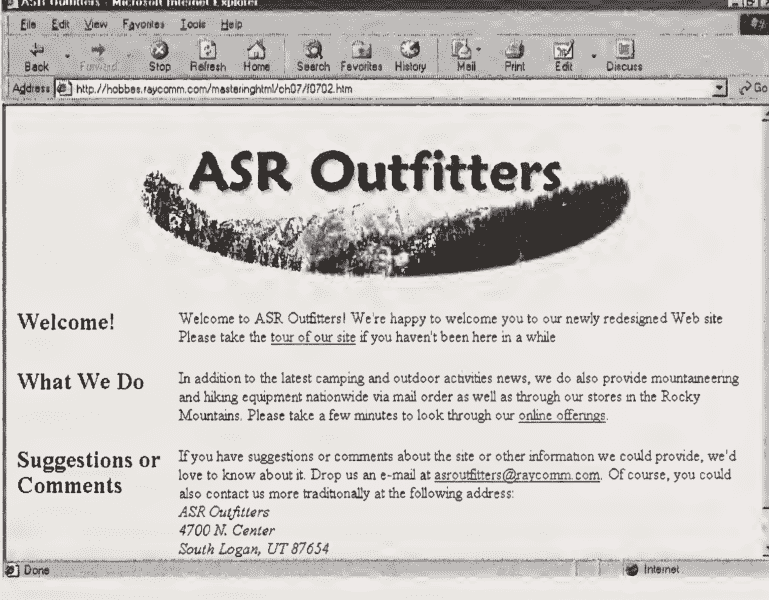 ASR Outfitters - Microsoft Internet Explorer
File Edit View Favorites Tools Help
Back Forward Stop Refresh Home Search Favorites History Mail Print Edit Discuss
Address http://hobbes.raycomm.com/masteringhtml/ch07/f0702.htm Go
ASR Outfitters
Welcome!
Welcome to ASR Outfitters! We're happy to welcome you to our newly redesigned Web site
Please take the tour of our site if you haven't been here in a while
What We Do
In addition to the latest camping and outdoor activities news, we do also provide mountaineering
and hiking equipment nationwide via mail order as well as through our stores in the Rocky
Mountains. Please take a few minutes to look through our online offerings.
Suggestions or
Comments
If you have suggestions or comments about the site or other information we could provide, we'd
love to know about it. Drop us an e-mail at asroutfitters@raycomm.com. Of course, you could
also contact us more traditionally at the following address:
ASR Outfitters
4700 N. Center
South Logan, UT 87654
Done Internet